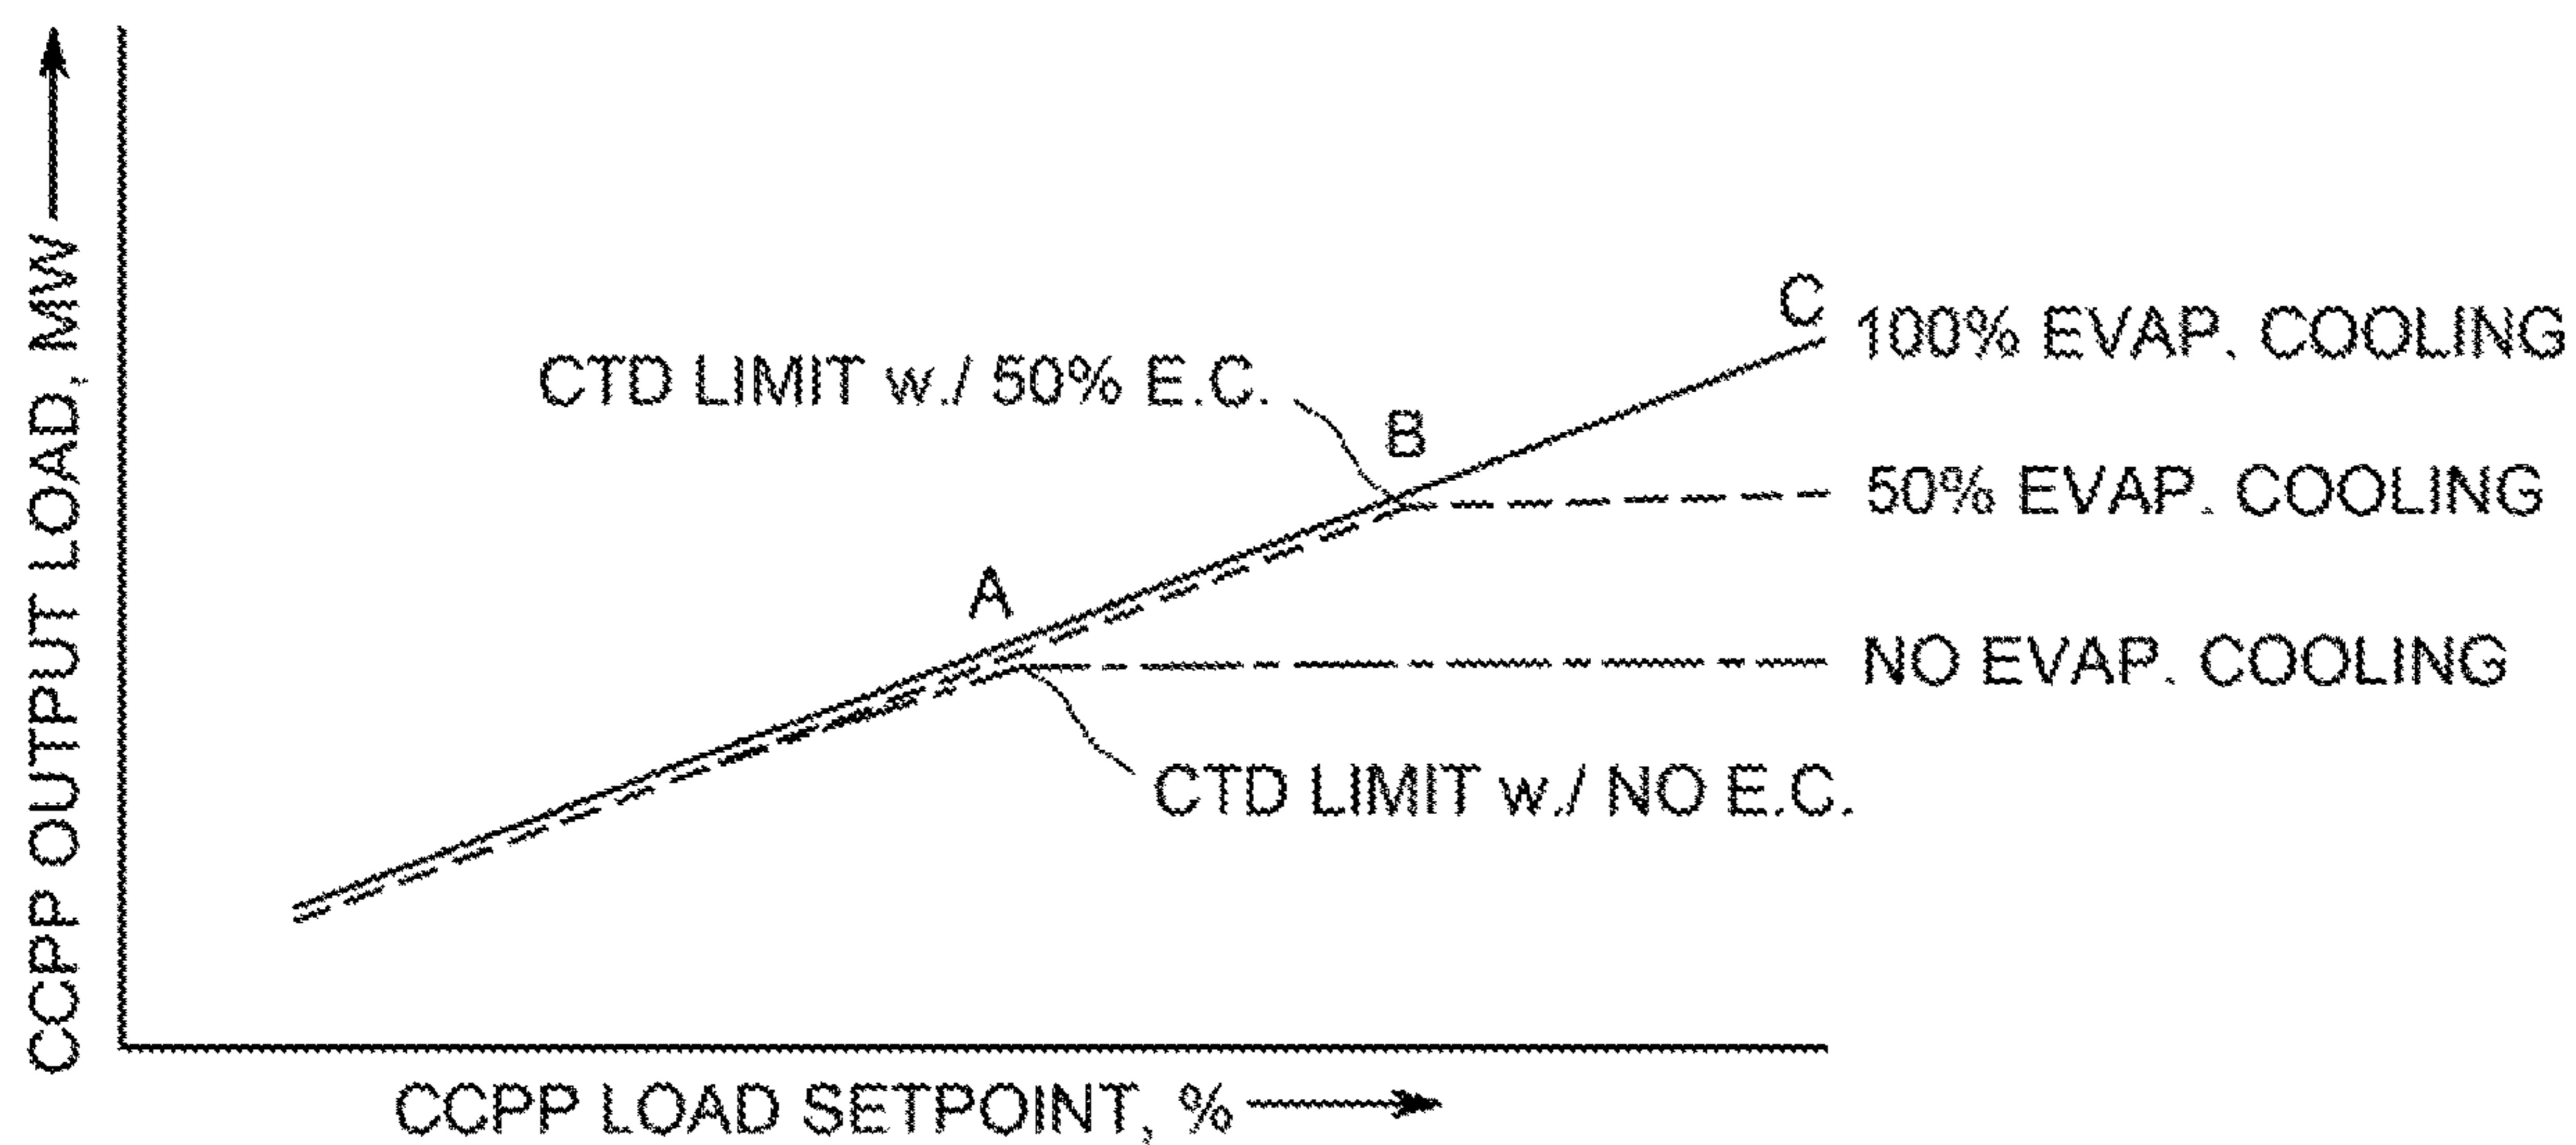 CCPP OUTPUT LOAD, MW
C
100% EVAP. COOLING
CTD LIMIT w./ 50% E.C.
B
50% EVAP. COOLING
A
NO EVAP. COOLING
CTD LIMIT w./ NO E.C.
CCPP LOAD SETPOINT, %